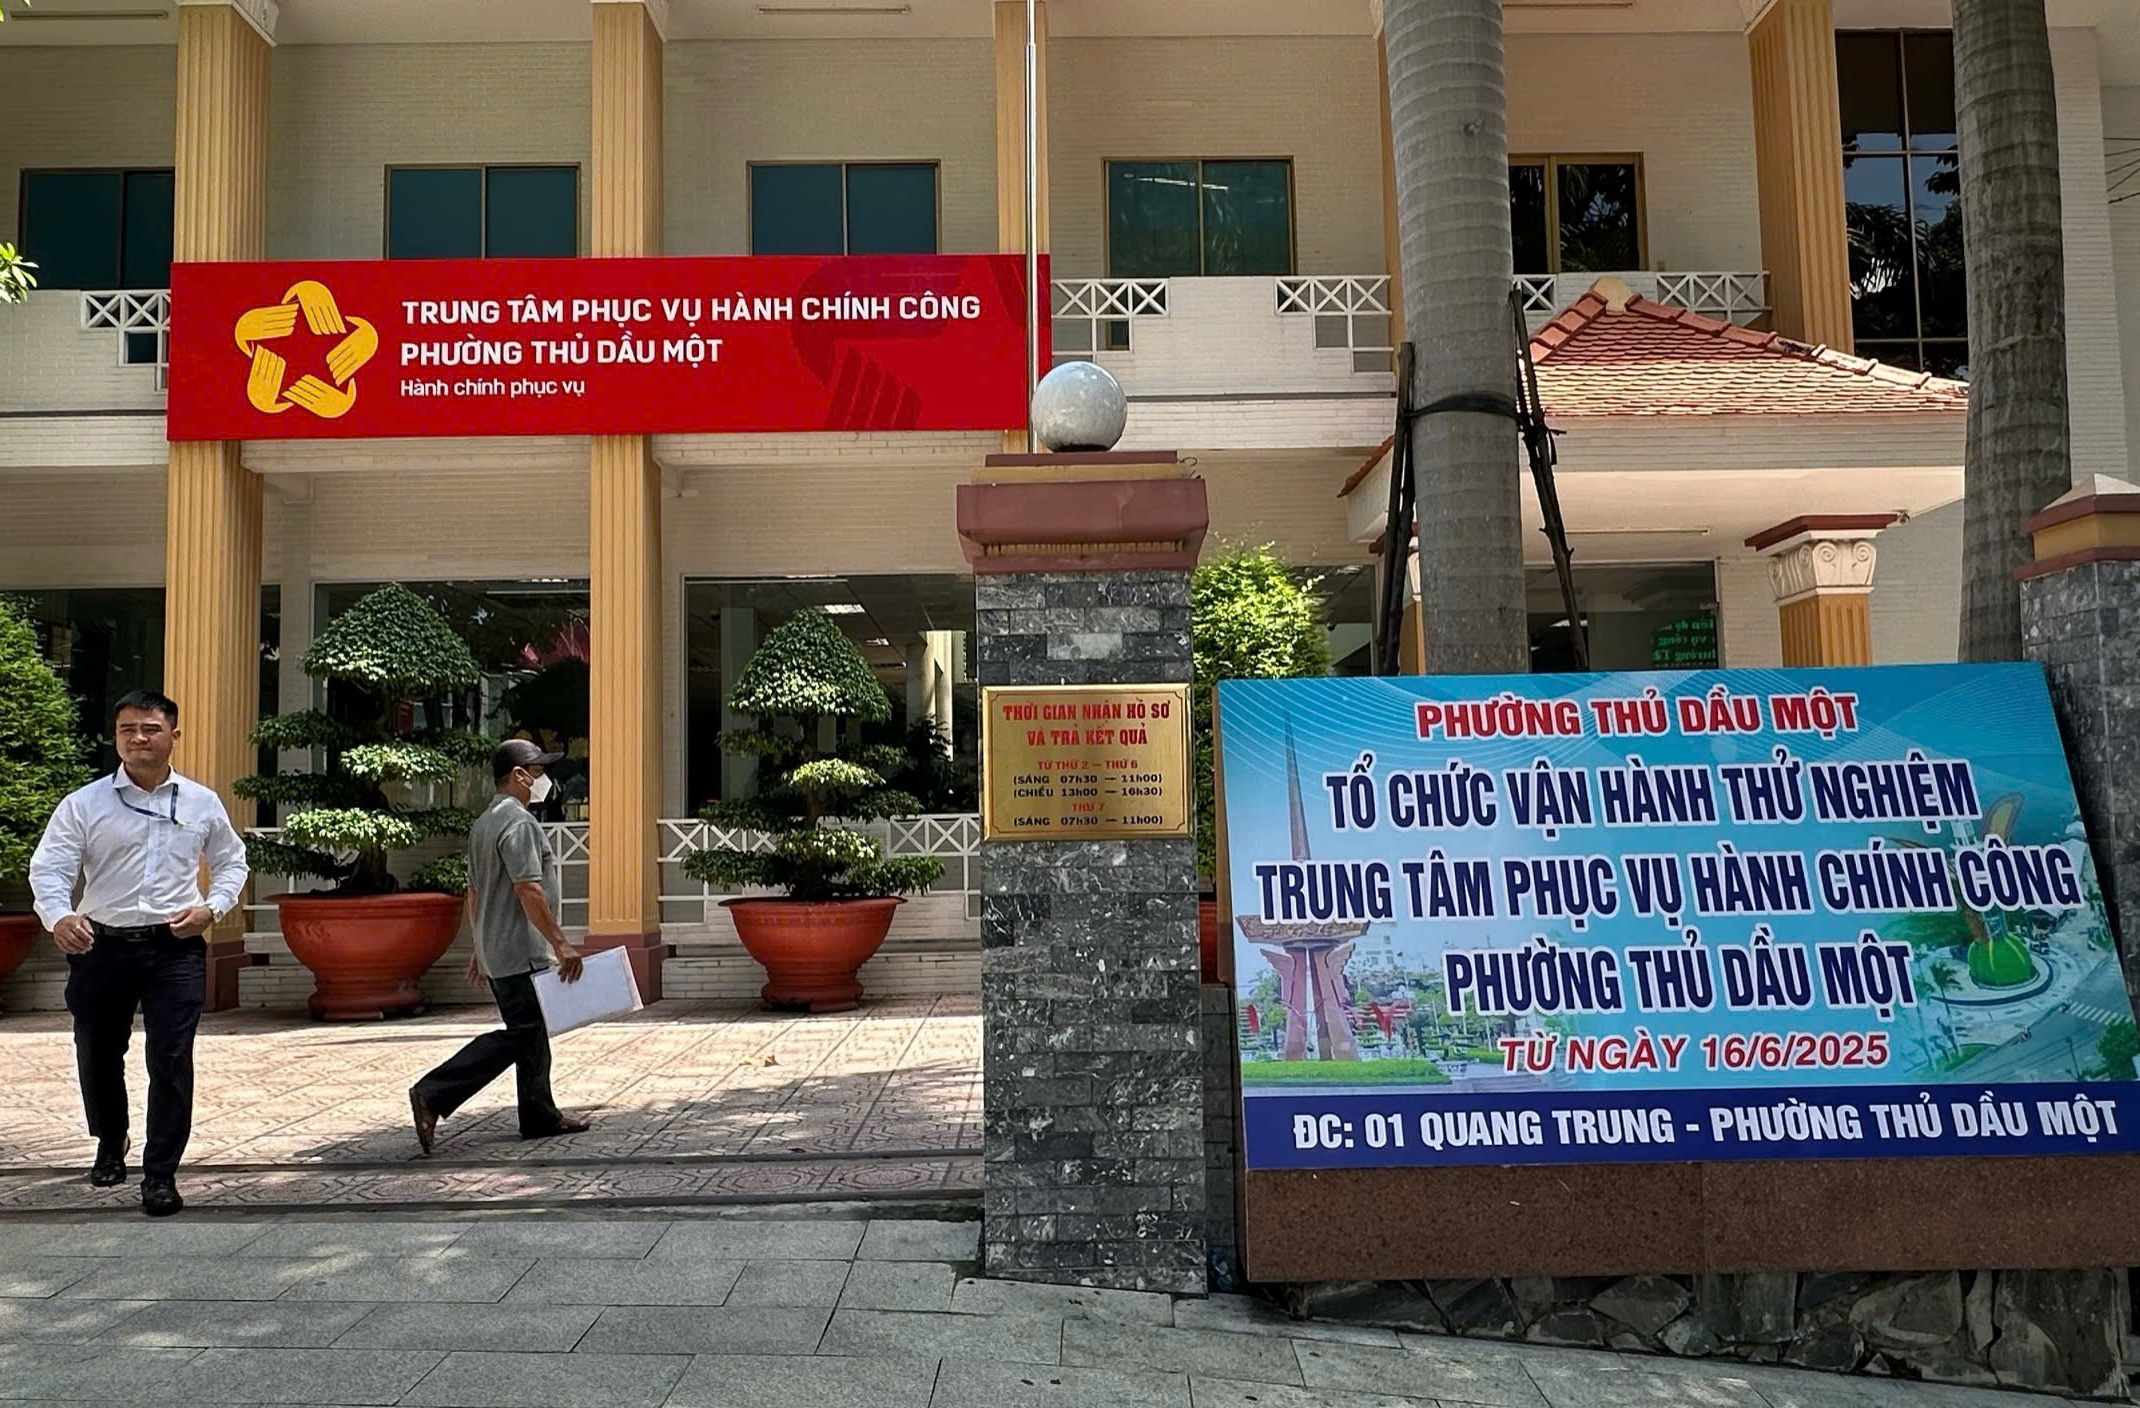 TRUNG TÂM PHỤC VỤ HÀNH CHÍNH CÔNG
PHƯỜNG THỦ DẦU MỘT
Hành chính phục vụ
THỜI GIAN NHẬN HỒ SƠ
VÀ TRẢ KẾT QUẢ
TỪ THỨ 2 - THỨ 6
(SÁNG 07h30 → 11h00)
(CHIỀU 13h00 → 16h30)
THỨ 7
(SÁNG 07h30 → 11h00)
PHƯỜNG THỦ DẦU MỘT
TỔ CHỨC VẬN HÀNH THỬ NGHIỆM
TRUNG TÂM PHỤC VỤ HÀNH CHÍNH CÔNG
PHƯỜNG THỦ DẦU MỘT
TỪ NGÀY 16/6/2025
ĐC: 01 QUANG TRUNG - PHƯỜNG THỦ DẦU MỘT